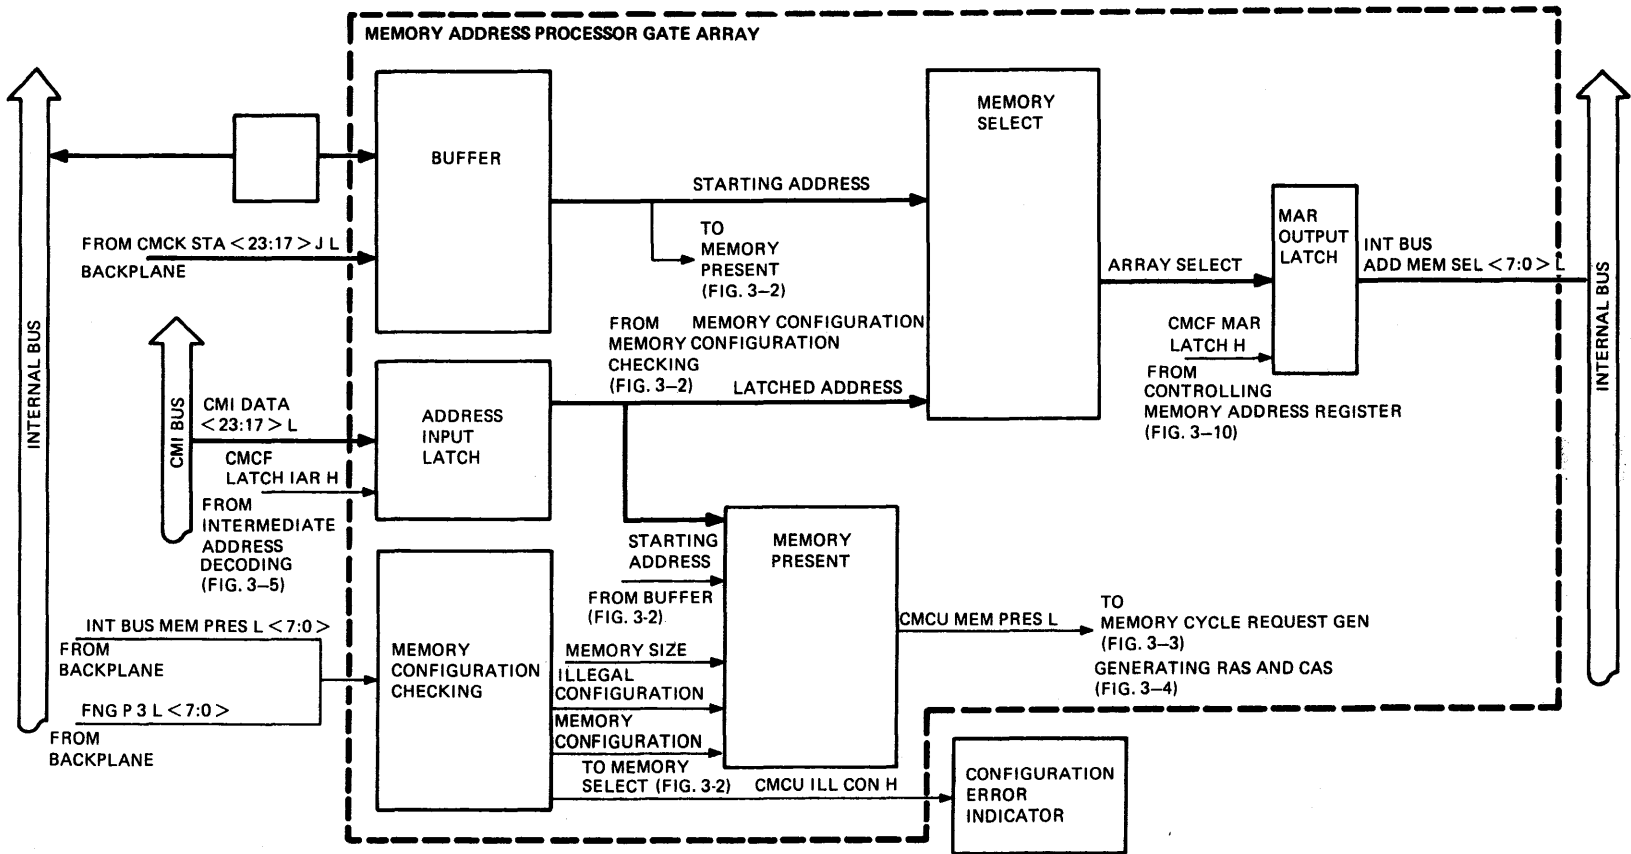 MEMORY ADDRESS PROCESSOR GATE ARRAY
INTERNAL BUS
BUFFER
MEMORY
SELECT
STARTING ADDRESS
TO
MEMORY
PRESENT
(FIG. 3-2)
FROM CMCK STA <23:17> J L
BACKPLANE
MAR
OUTPUT
LATCH
INT BUS
ADD MEM SEL <7:0> L
ARRAY SELECT
INTERNAL BUS
CMCF MAR
LATCH H
FROM
CONTROLLING
MEMORY ADDRESS REGISTER
(FIG. 3-10)
FROM MEMORY CONFIGURATION
MEMORY CONFIGURATION
CHECKING
(FIG. 3-2)
LATCHED ADDRESS
CMI BUS
CMI DATA
<23:17> L
CMCF
LATCH IAR H
FROM
INTERMEDIATE
ADDRESS
DECODING
(FIG. 3-5)
ADDRESS
INPUT
LATCH
STARTING
ADDRESS
FROM BUFFER
(FIG. 3-2)
MEMORY
PRESENT
MEMORY SIZE
ILLEGAL
CONFIGURATION
MEMORY
CONFIGURATION
TO MEMORY
SELECT (FIG. 3-2)
CMCU ILL CON H
CMCU MEM PRES L
TO
MEMORY CYCLE REQUEST GEN
(FIG. 3-3)
GENERATING RAS AND CAS
(FIG. 3-4)
INT BUS MEM PRES L <7:0>
FROM
BACKPLANE
FNG P 3 L <7:0>
FROM
BACKPLANE
MEMORY
CONFIGURATION
CHECKING
CONFIGURATION
ERROR
INDICATOR